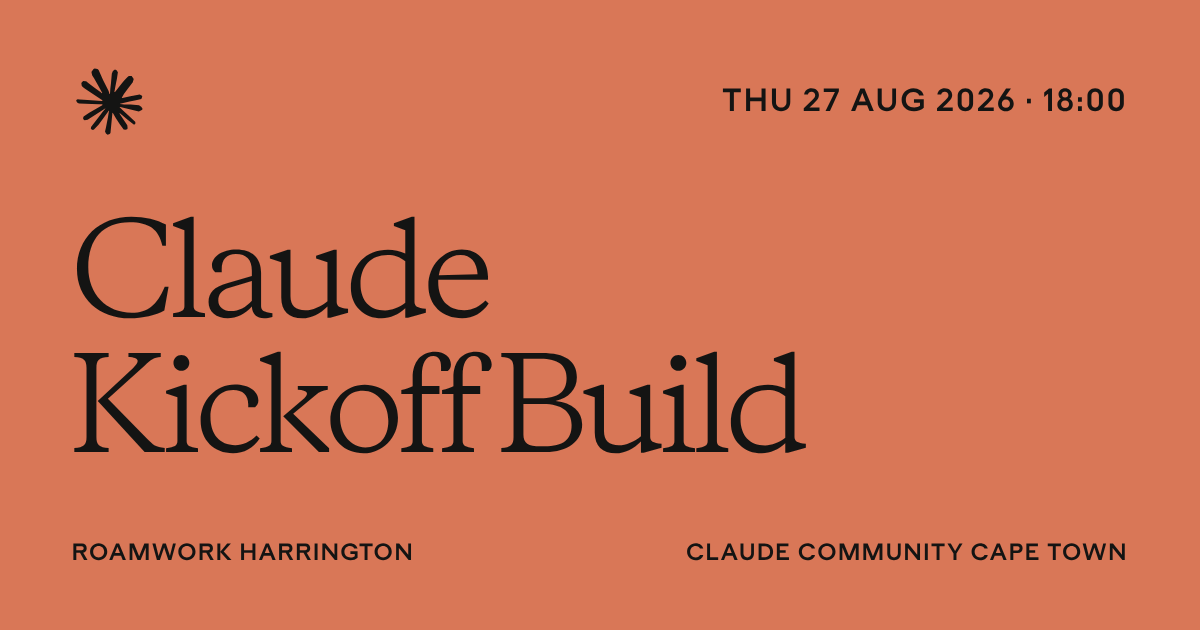 THU 27 AUG 2026 · 18:00
Claude
Kickoff Build
ROAMWORK HARRINGTON
CLAUDE COMMUNITY CAPE TOWN